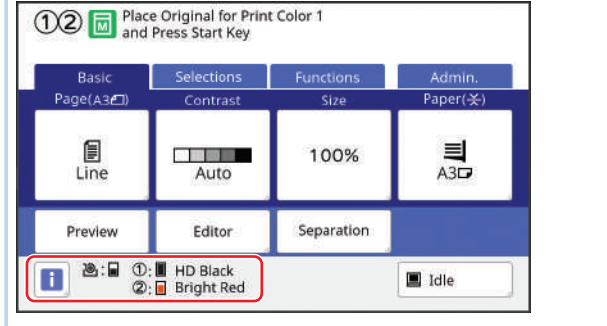 ①② M Place Original for Print Color 1
and Press Start Key
Basic Selections Functions Admin.
Page(A3) Contrast Size Paper(※)
Line Auto 100% A3
Preview Editor Separation
i : ①: HD Black
②: Bright Red
Idle